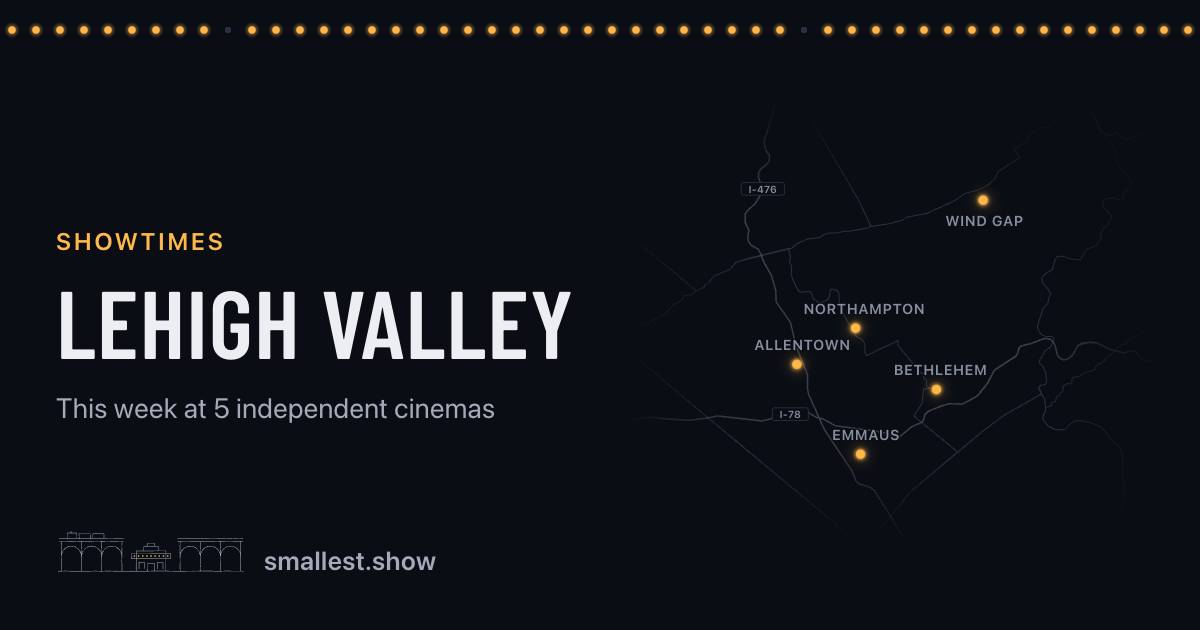 SHOWTIMES
LEHIGH VALLEY
This week at 5 independent cinemas
smallest.show
I-476
WIND GAP
NORTHAMPTON
ALLENTOWN
BETHLEHEM
I-78
EMMAUS